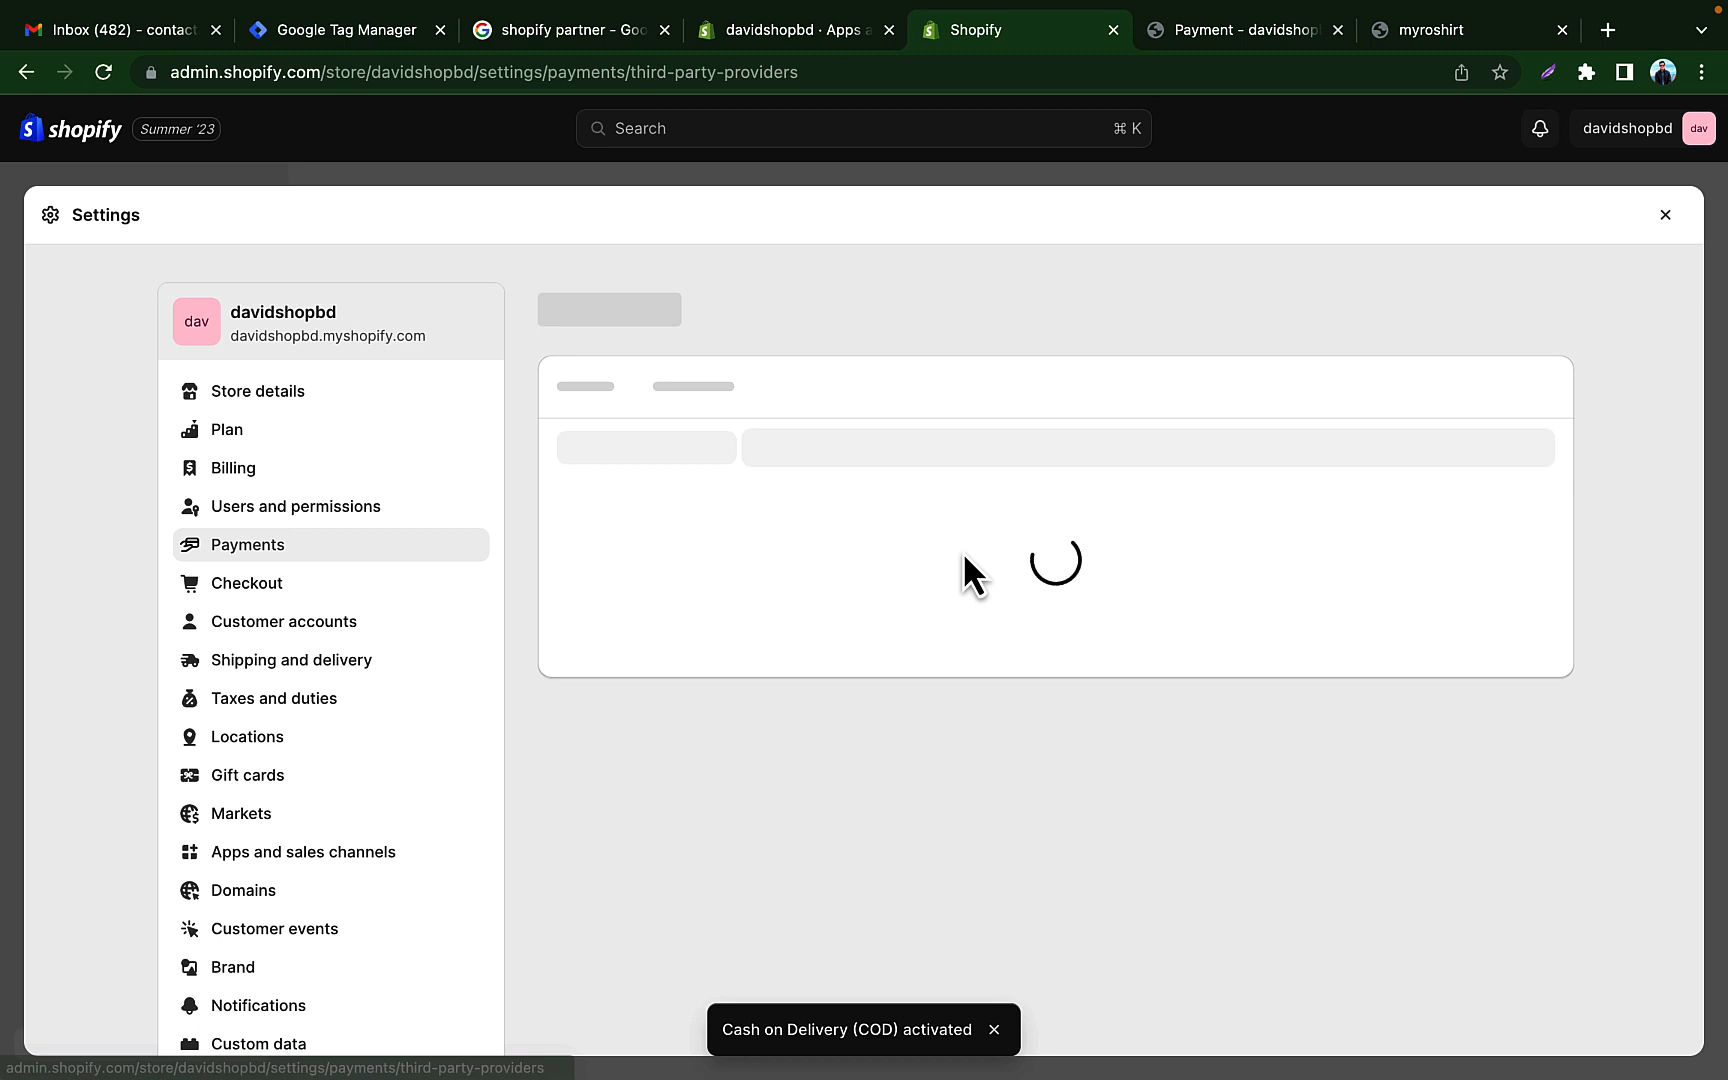 Inbox (482) - contact
Google Tag Manager
shopify partner - Goo
davidshopbd · Apps a
Shopify
Payment - davidshop
myroshirt
admin.shopify.com/store/davidshopbd/settings/payments/third-party-providers
shopify
Summer '23
Search
⌘ K
davidshopbd
dav
Settings
dav
davidshopbd
davidshopbd.myshopify.com
Store details
Plan
Billing
Users and permissions
Payments
Checkout
Customer accounts
Shipping and delivery
Taxes and duties
Locations
Gift cards
Markets
Apps and sales channels
Domains
Customer events
Brand
Notifications
Custom data
Cash on Delivery (COD) activated
admin.shopify.com/store/davidshopbd/settings/payments/third-party-providers